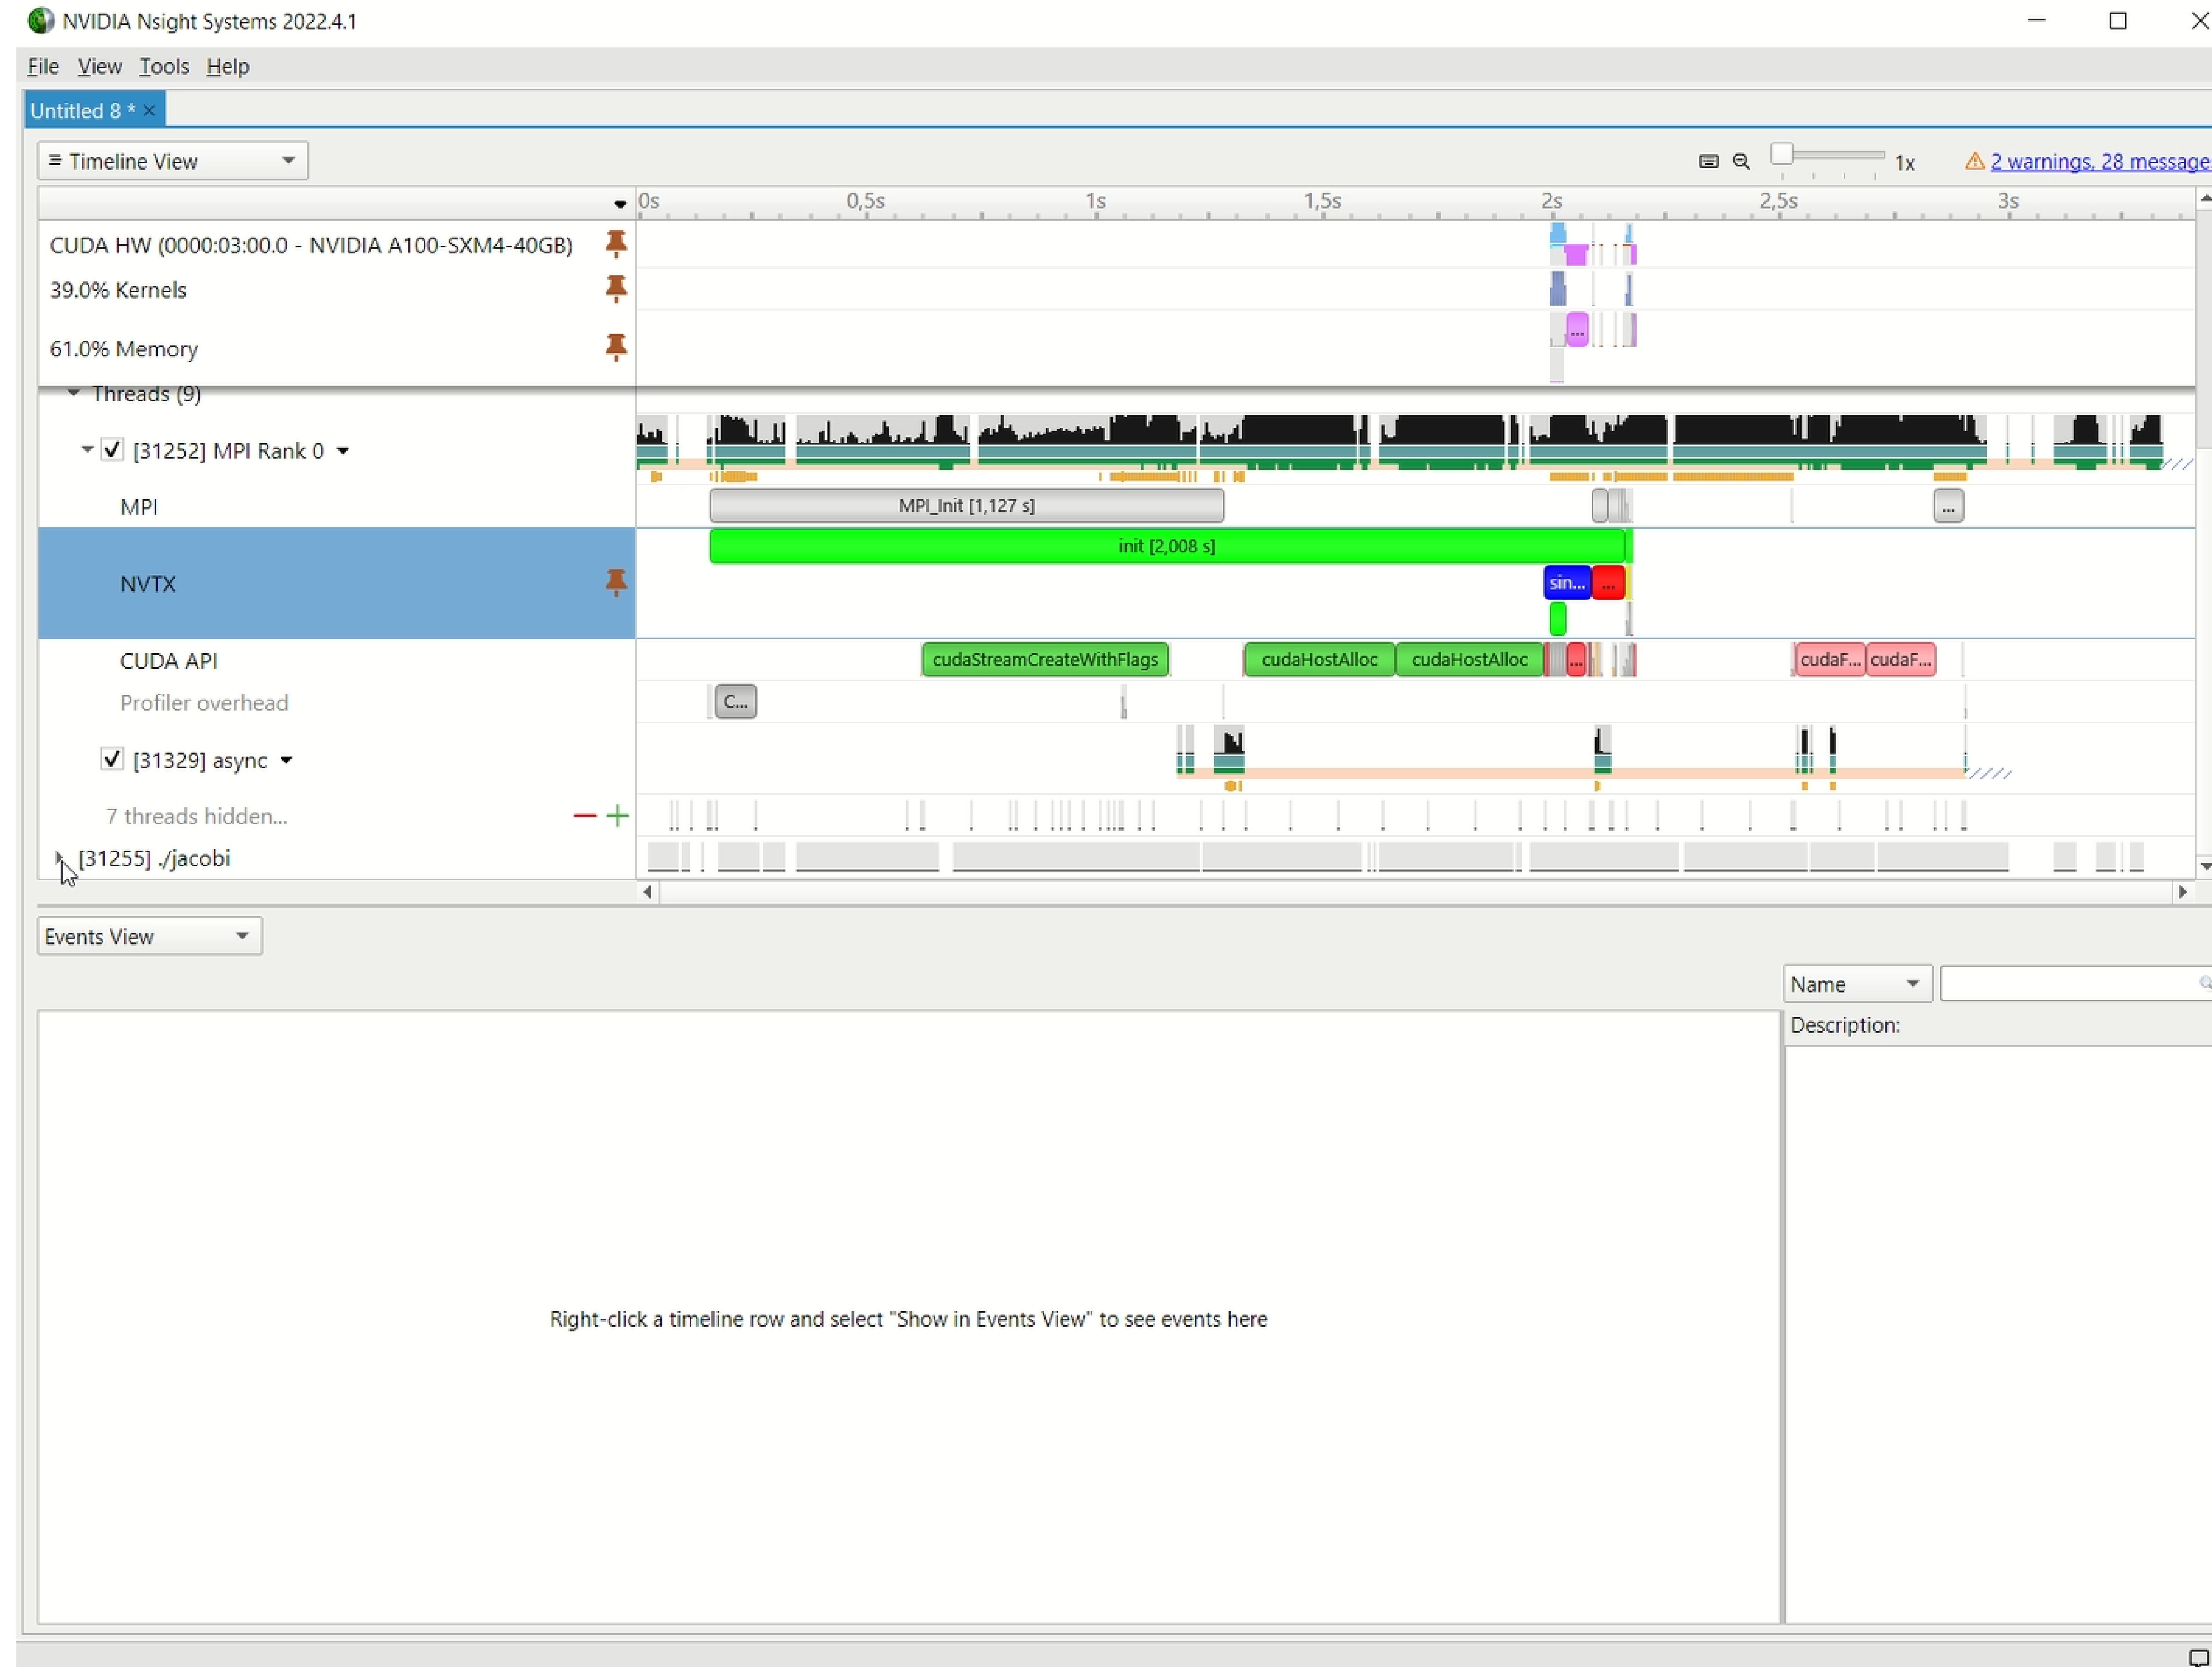 NVIDIA Nsight Systems 2022.4.1
File View Tools Help
Untitled 8 *
Timeline View
1x
2 warnings, 28 message
0s 0,5s 1s 1,5s 2s 2,5s 3s
CUDA HW (0000:03:00.0 - NVIDIA A100-SXM4-40GB)
39.0% Kernels
61.0% Memory
...
Threads (9)
[31252] MPI Rank 0
MPI
MPI_Init [1,127 s]
...
NVTX
init [2,008 s]
sin...
...
CUDA API
cudaStreamCreateWithFlags
cudaHostAlloc
cudaHostAlloc
...
cudaF...
cudaF...
Profiler overhead
C...
[31329] async
7 threads hidden...
[31255] ./jacobi
Events View
Name
Description:
Right-click a timeline row and select "Show in Events View" to see events here